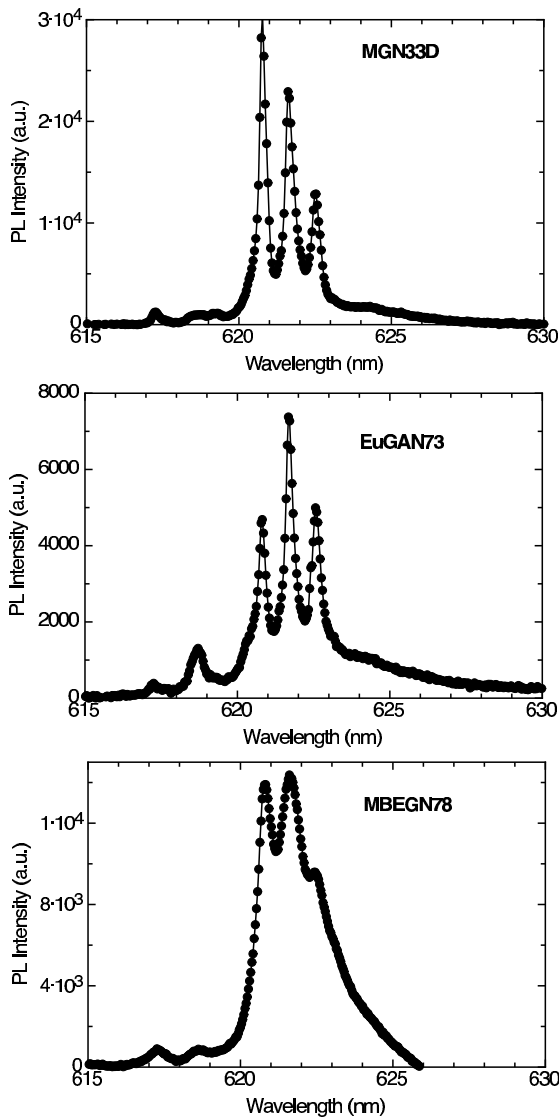 3·10⁴
MGN33D
2·10⁴
PL Intensity (a.u.)
1·10⁴
0
615 620 625 630
Wavelength (nm)
8000
EuGAN73
6000
PL Intensity (a.u.)
4000
2000
0
615 620 625 630
Wavelength (nm)
MBEGN78
1·10⁴
PL Intensity (a.u.)
8·10³
4·10³
0
615 620 625 630
Wavelength (nm)